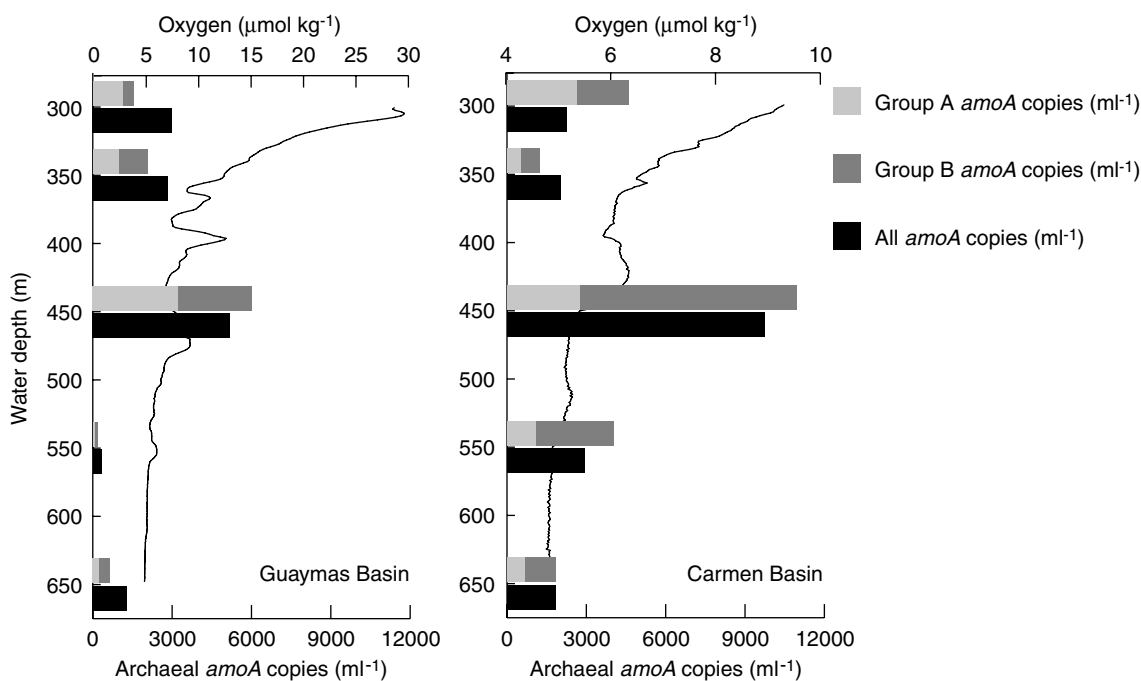 Oxygen (μmol kg-1)
0 5 10 15 20 25 30
300
350
400
450
500
550
600
650
Water depth (m)
Guaymas Basin
0 3000 6000 9000 12000
Archaeal amoA copies (ml-1)
Oxygen (μmol kg-1)
4 6 8 10
300
350
400
450
500
550
600
650
Carmen Basin
0 3000 6000 9000 12000
Archaeal amoA copies (ml-1)
Group A amoA copies (ml-1)
Group B amoA copies (ml-1)
All amoA copies (ml-1)